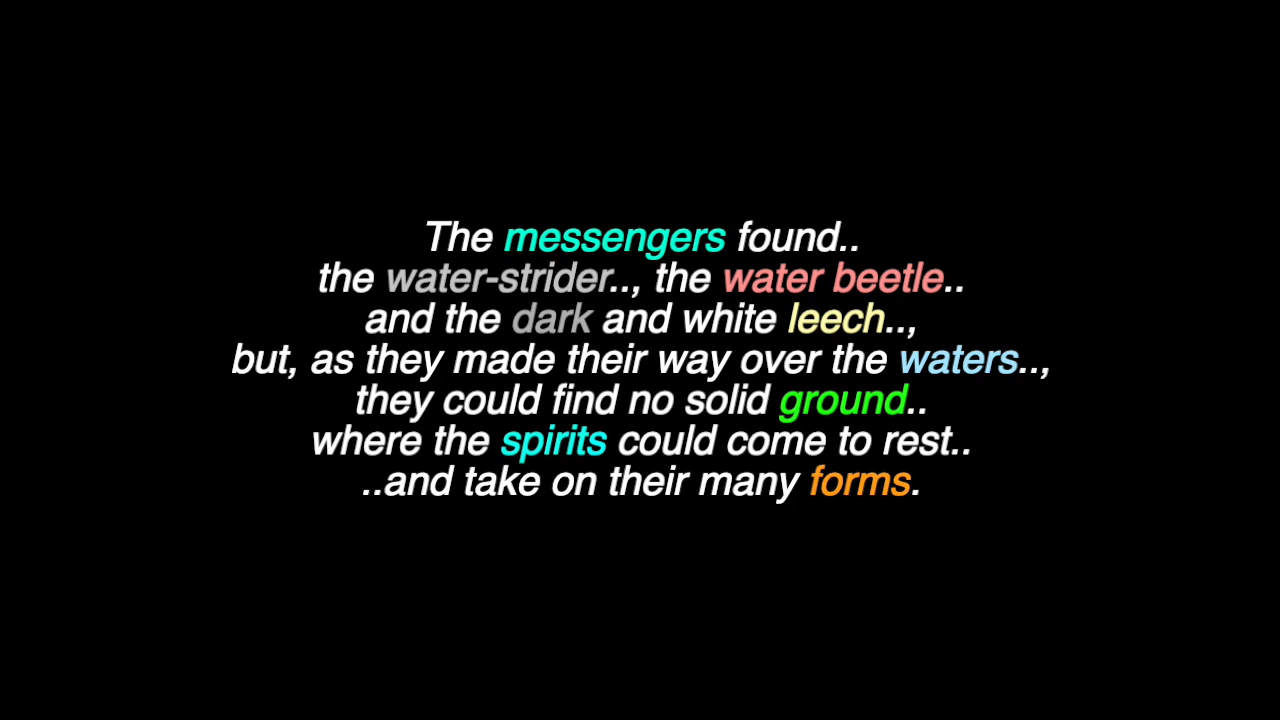 The messengers found..
the water-strider.., the water beetle..
and the dark and white leech..,
but, as they made their way over the waters..,
they could find no solid ground..
where the spirits could come to rest..
..and take on their many forms.